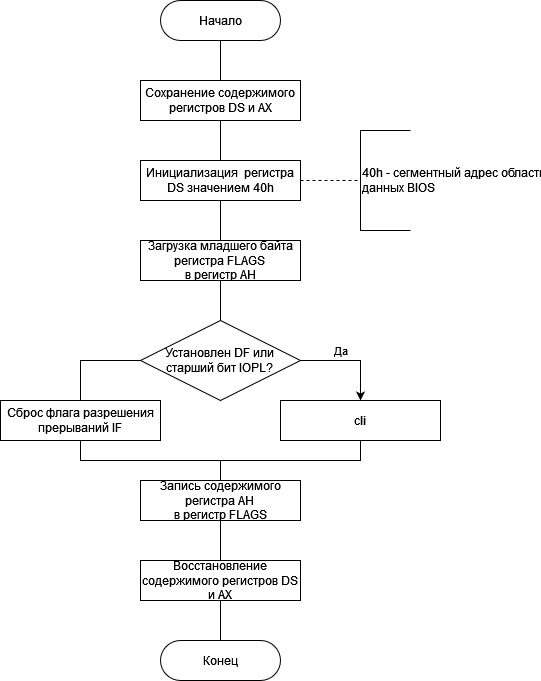 Начало
Сохранение содержимого
регистров DS и AX
Инициализация регистра
DS значением 40h
40h - сегментный адрес област
данных BIOS
Загрузка младшего байта
регистра FLAGS
в регистр AH
Установлен DF или
старший бит IOPL?
Да
Сброс флага разрешения
прерываний IF
cli
Запись содержимого
регистра AH
в регистр FLAGS
Восстановление
содержимого регистров DS
и AX
Конец